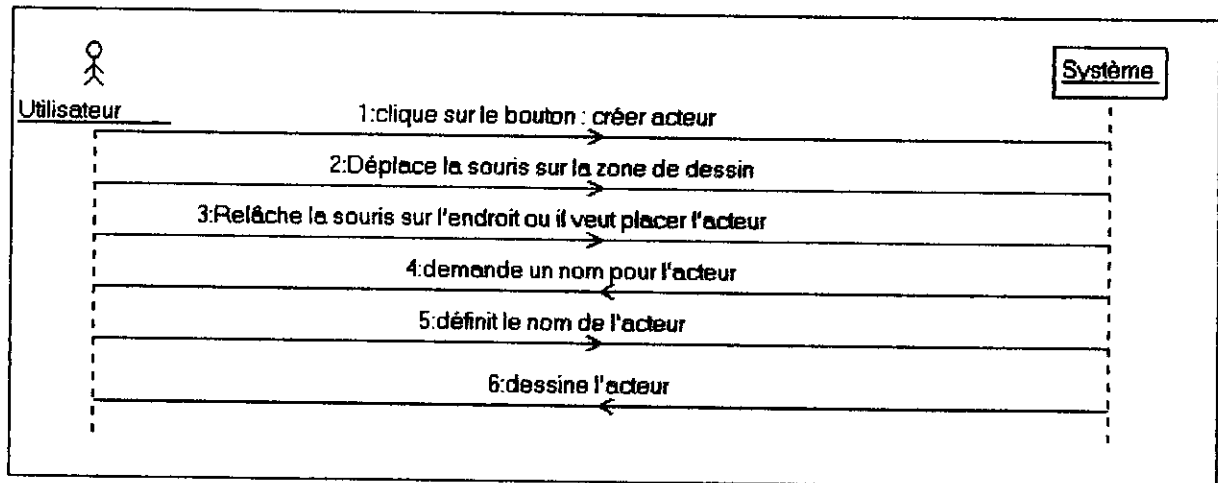 Système
Utilisateur
1:clique sur le bouton : créer acteur
2:Déplace la souris sur la zone de dessin
3:Relâche la souris sur l'endroit ou il veut placer l'acteur
4:demande un nom pour l'acteur
5:définit le nom de l'acteur
6:dessine l'acteur